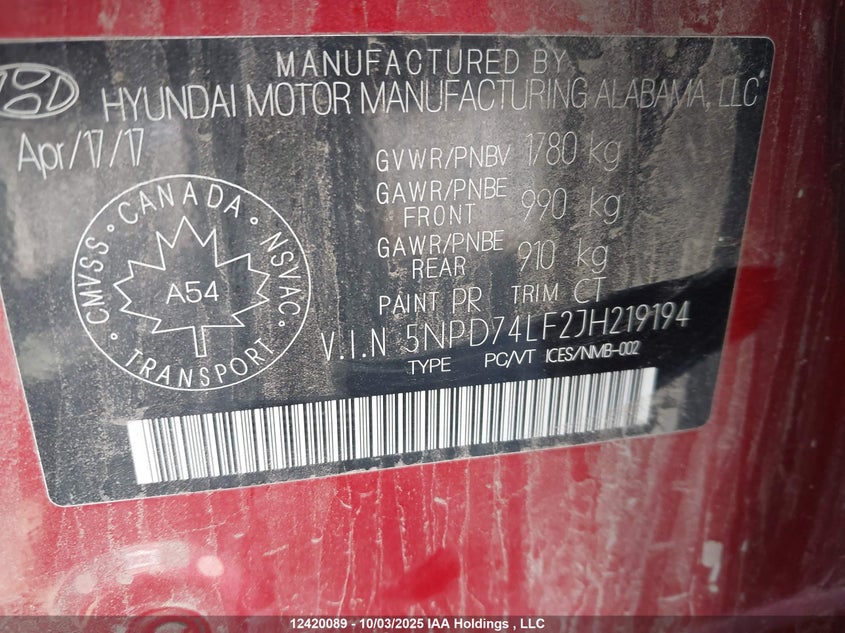 MANUFACTURED BY
HYUNDAI MOTOR MANUFACTURING ALABAMA, LLC
Apr/17/17
GVWR/PNBV 1780 kg
GAWR/PNBE FRONT 990 kg
GAWR/PNBE REAR 910 kg
PAINT PR TRIM CT
V.I.N 5NPD74LF2JH219194
TYPE PC/VT ICES/NMB-002
CANADA • NSVAC • TRANSPORT • CMVSS •
A54
12420089 - 10/03/2025 IAA Holdings , LLC